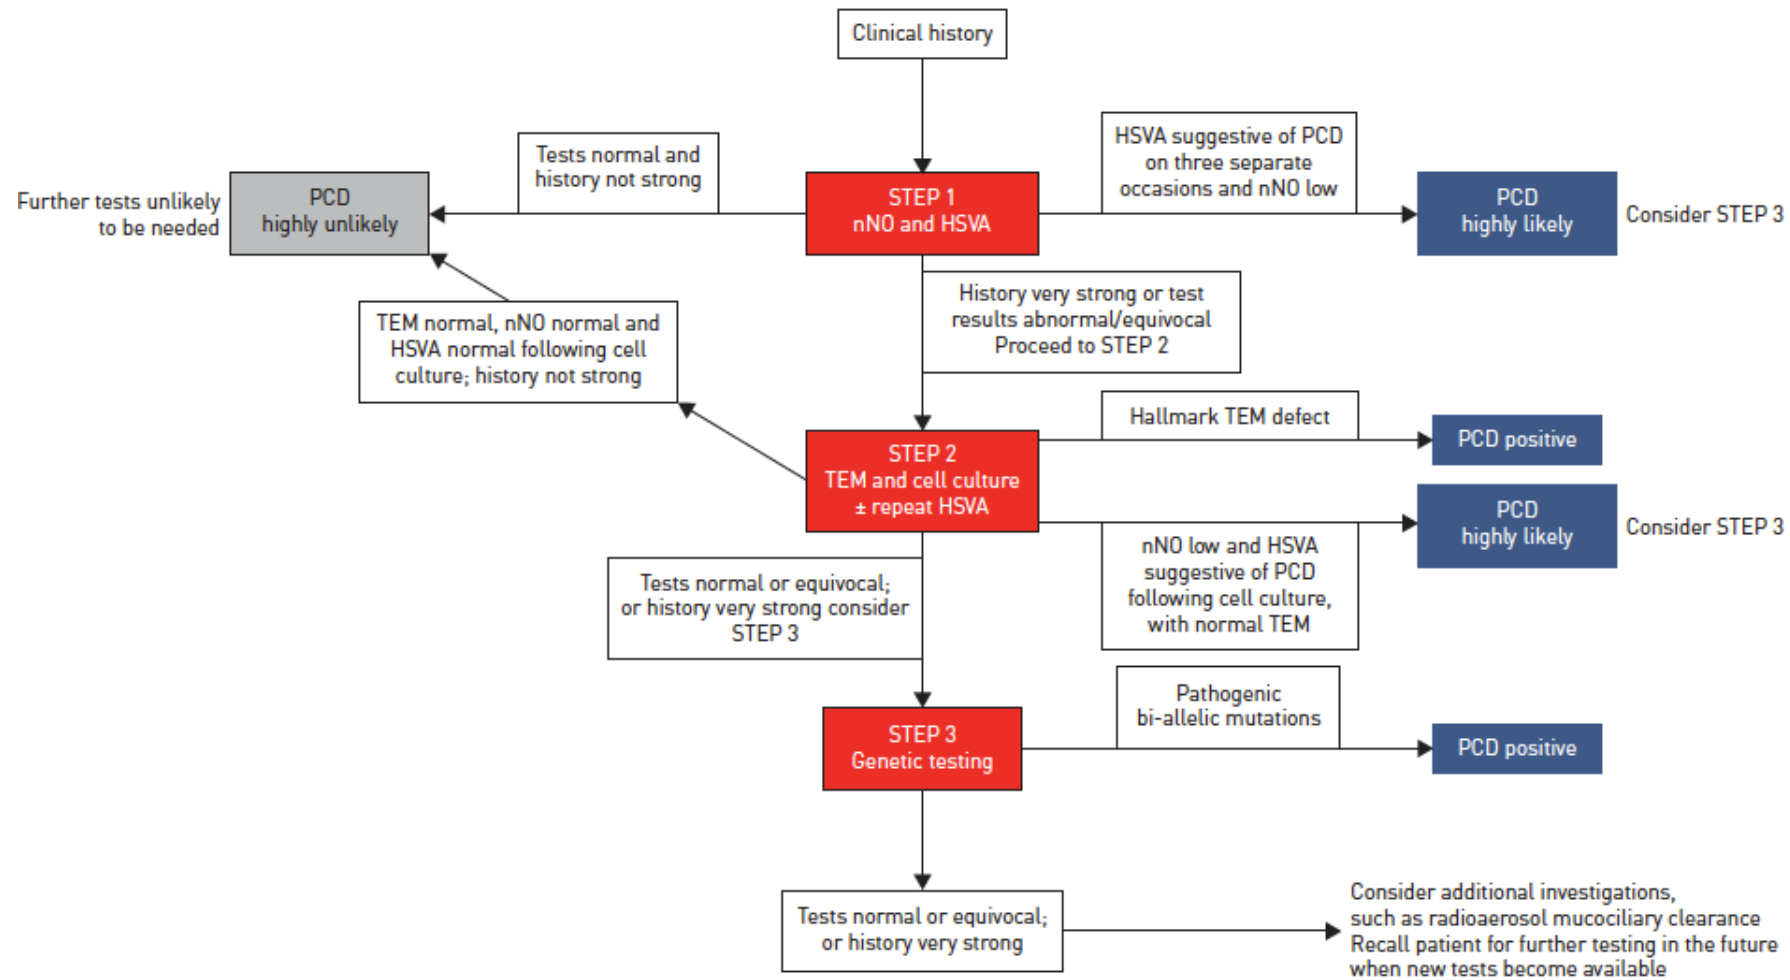 Clinical history
Tests normal and
history not strong
HSVA suggestive of PCD
on three separate
occasions and nNO low
Further tests unlikely
to be needed
PCD
highly unlikely
STEP 1
nNO and HSVA
PCD
highly likely
Consider STEP 3
TEM normal, nNO normal and
HSVA normal following cell
culture; history not strong
History very strong or test
results abnormal/equivocal
Proceed to STEP 2
Hallmark TEM defect
PCD positive
STEP 2
TEM and cell culture
± repeat HSVA
PCD
highly likely
Consider STEP 3
nNO low and HSVA
suggestive of PCD
following cell culture,
with normal TEM
Tests normal or equivocal;
or history very strong consider
STEP 3
Pathogenic
bi-allelic mutations
STEP 3
Genetic testing
PCD positive
Tests normal or equivocal;
or history very strong
Consider additional investigations,
such as radioaerosol mucociliary clearance
Recall patient for further testing in the future
when new tests become available